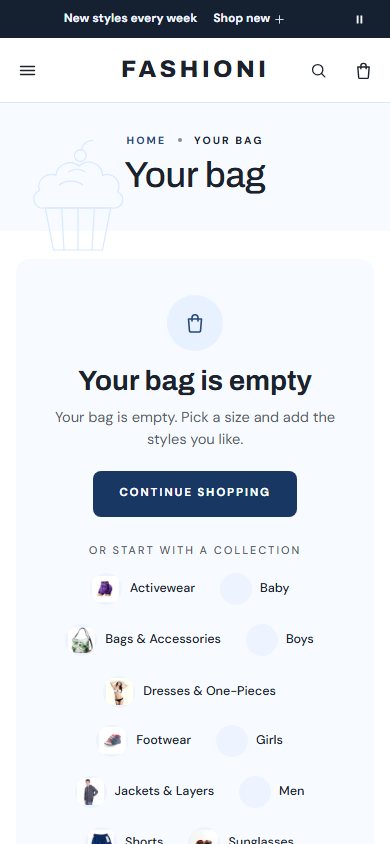 New styles every week Shop new +
FASHIONI
HOME • YOUR BAG
Your bag
Your bag is empty
Your bag is empty. Pick a size and add the
styles you like.
CONTINUE SHOPPING
OR START WITH A COLLECTION
Activewear Baby
Bags & Accessories Boys
Dresses & One-Pieces
Footwear Girls
Jackets & Layers Men
Shorts Sunglasses